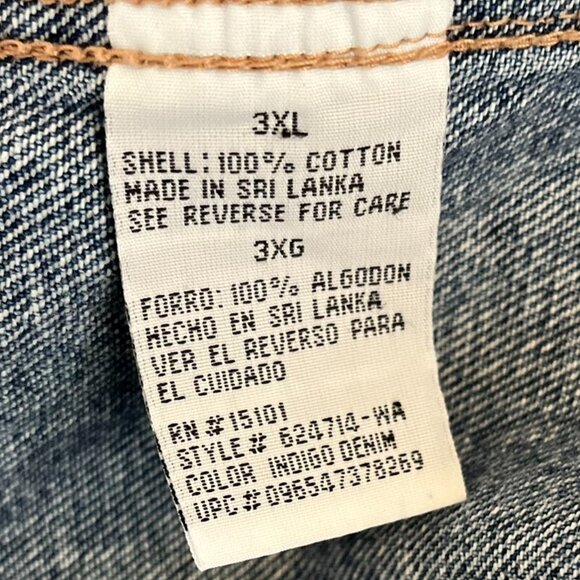 3XL
SHELL: 100% COTTON
MADE IN SRI LANKA
SEE REVERSE FOR CARE
3XG
FORRO: 100% ALGODON
HECHO EN SRI LANKA
VER EL REVERSO PARA
EL CUIDADO
RN# 15101
STYLE# 624714-WA
COLOR INDIGO DENIM
UPC# 096547378269